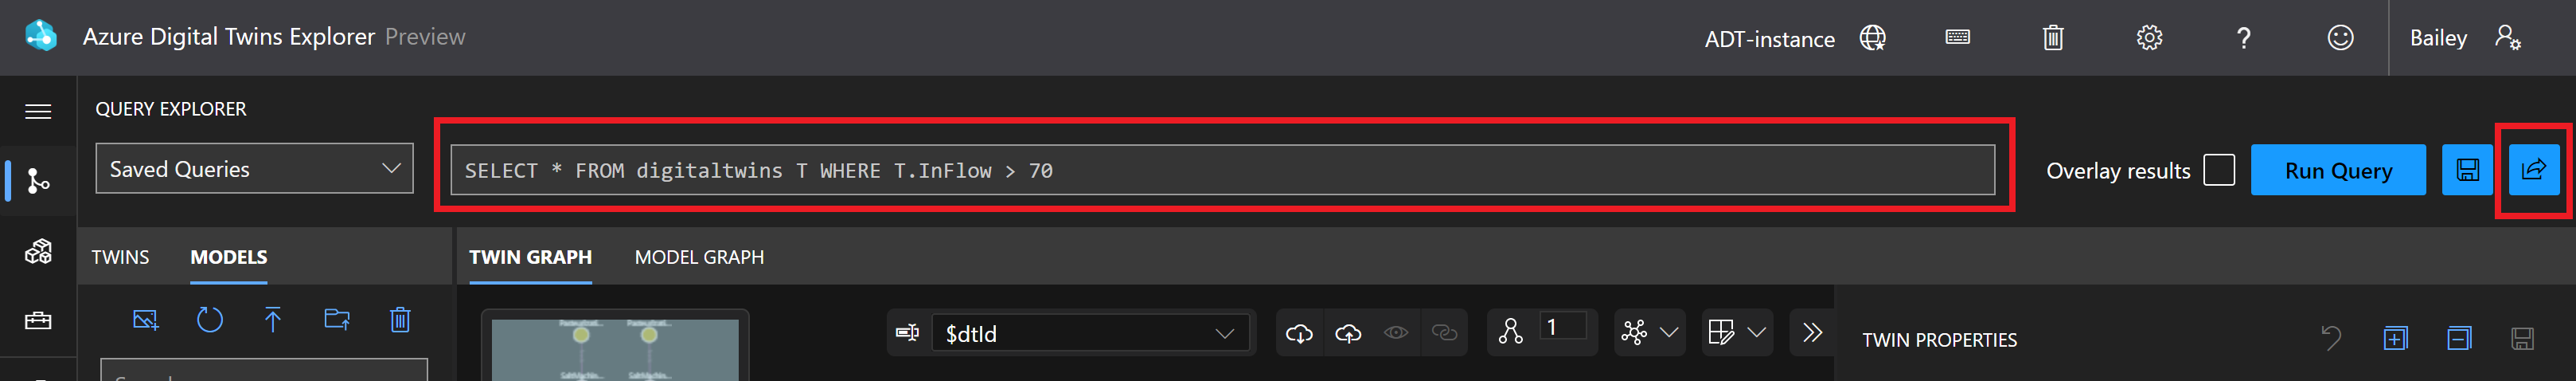 Azure Digital Twins Explorer Preview
ADT-instance
?
Bailey
QUERY EXPLORER
Saved Queries
SELECT * FROM digitaltwins T WHERE T.InFlow > 70
Overlay results
Run Query
TWINS MODELS
TWIN GRAPH MODEL GRAPH
$dtId
1
TWIN PROPERTIES